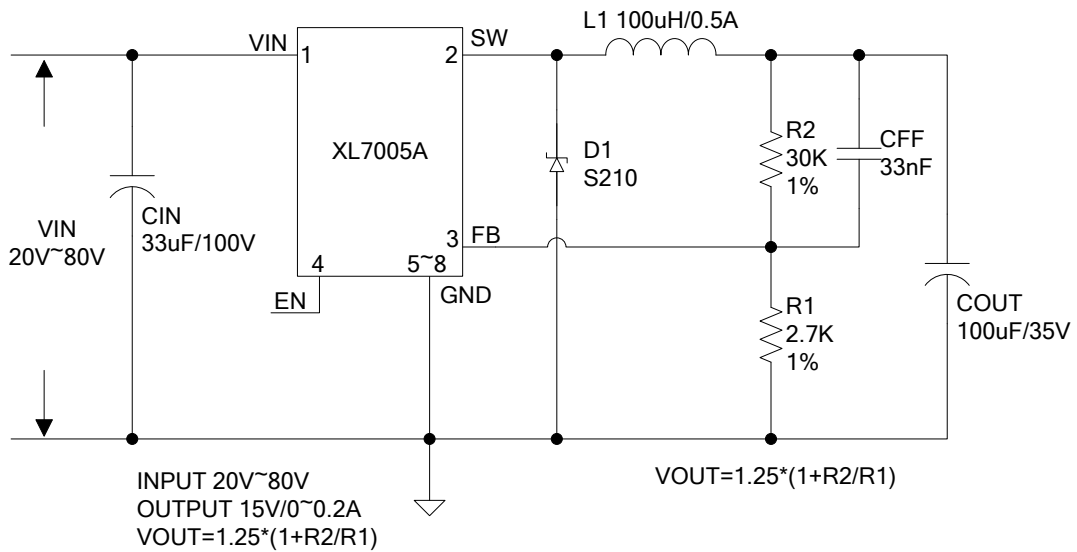 L1 100uH/0.5A
VIN
1
2
SW
XL7005A
D1
S210
R2
30K
1%
CFF
33nF
VIN
20V~80V
CIN
33uF/100V
3
FB
4
5~8
EN
GND
R1
2.7K
1%
COUT
100uF/35V
INPUT 20V~80V
OUTPUT 15V/0~0.2A
VOUT=1.25*(1+R2/R1)
VOUT=1.25*(1+R2/R1)